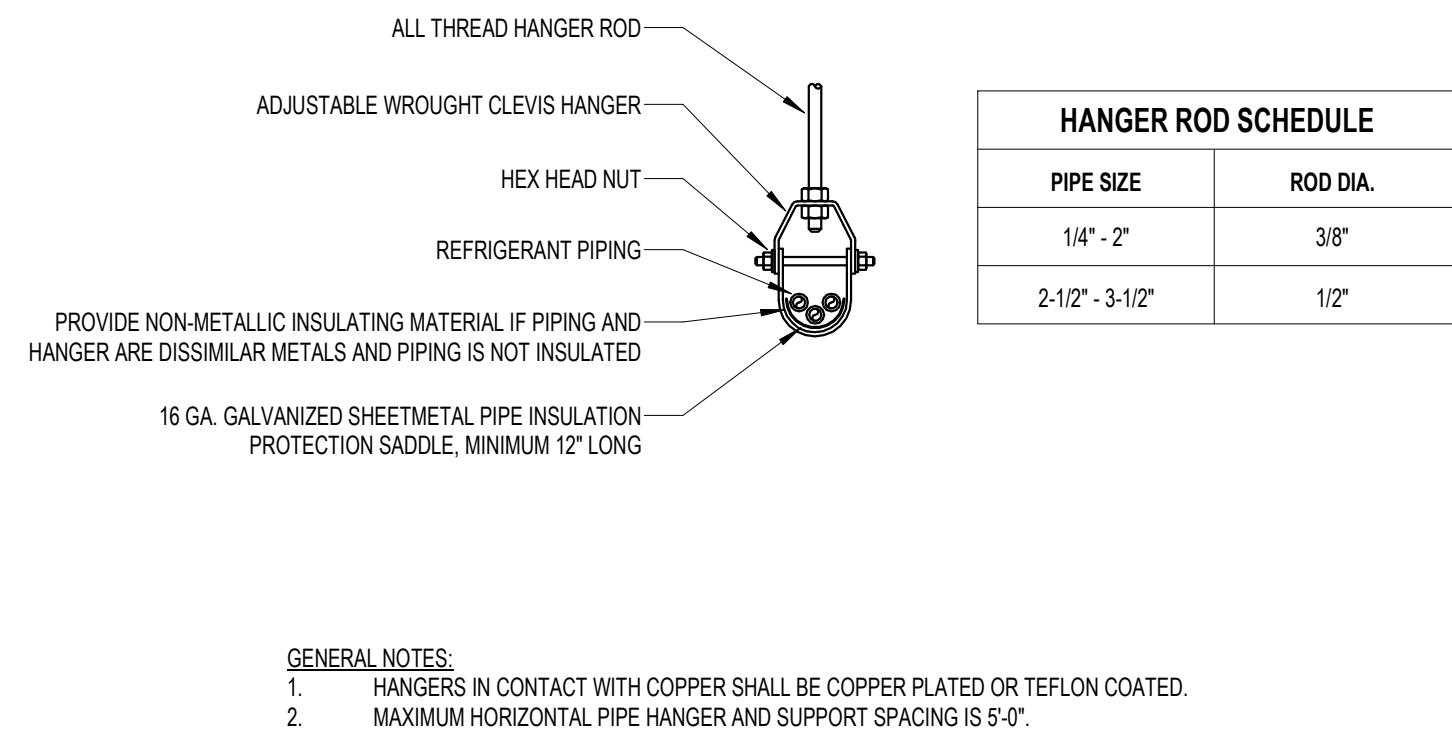 ALL THREAD HANGER ROD
ADJUSTABLE WROUGHT CLEVIS HANGER
HEX HEAD NUT
REFRIGERANT PIPING
PROVIDE NON-METALLIC INSULATING MATERIAL IF PIPING AND
HANGER ARE DISSIMILAR METALS AND PIPING IS NOT INSULATED
16 GA. GALVANIZED SHEETMETAL PIPE INSULATION
PROTECTION SADDLE, MINIMUM 12" LONG
HANGER ROD SCHEDULE
PIPE SIZE ROD DIA.
1/4" - 2" 3/8"
2-1/2" - 3-1/2" 1/2"
GENERAL NOTES:
1. HANGERS IN CONTACT WITH COPPER SHALL BE COPPER PLATED OR TEFLON COATED.
2. MAXIMUM HORIZONTAL PIPE HANGER AND SUPPORT SPACING IS 5'-0".